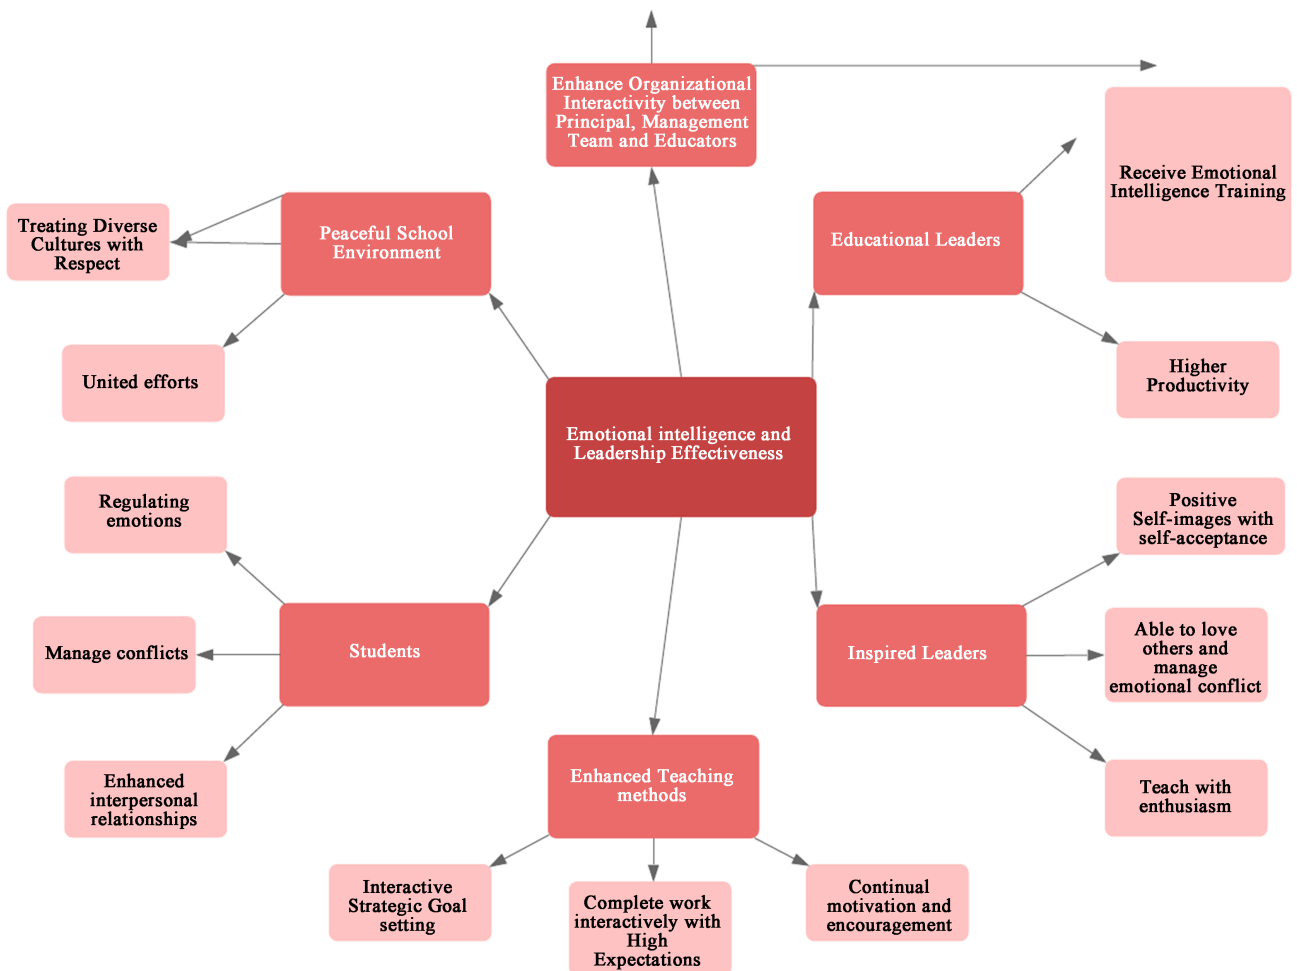 Enhance Organizational
Interactivity between
Principal, Management
Team and Educators
Receive Emotional
Intelligence Training
Treating Diverse
Cultures with
Respect
Peaceful School
Environment
Educational Leaders
United efforts
Higher
Productivity
Emotional intelligence and
Leadership Effectiveness
Regulating
emotions
Positive
Self-images with
self-acceptance
Manage conflicts
Students
Inspired Leaders
Able to love
others and
manage
emotional conflict
Enhanced
interpersonal
relationships
Enhanced Teaching
methods
Teach with
enthusiasm
Interactive
Strategic Goal
setting
Complete work
interactively with
High
Expectations
Continual
motivation and
encouragement